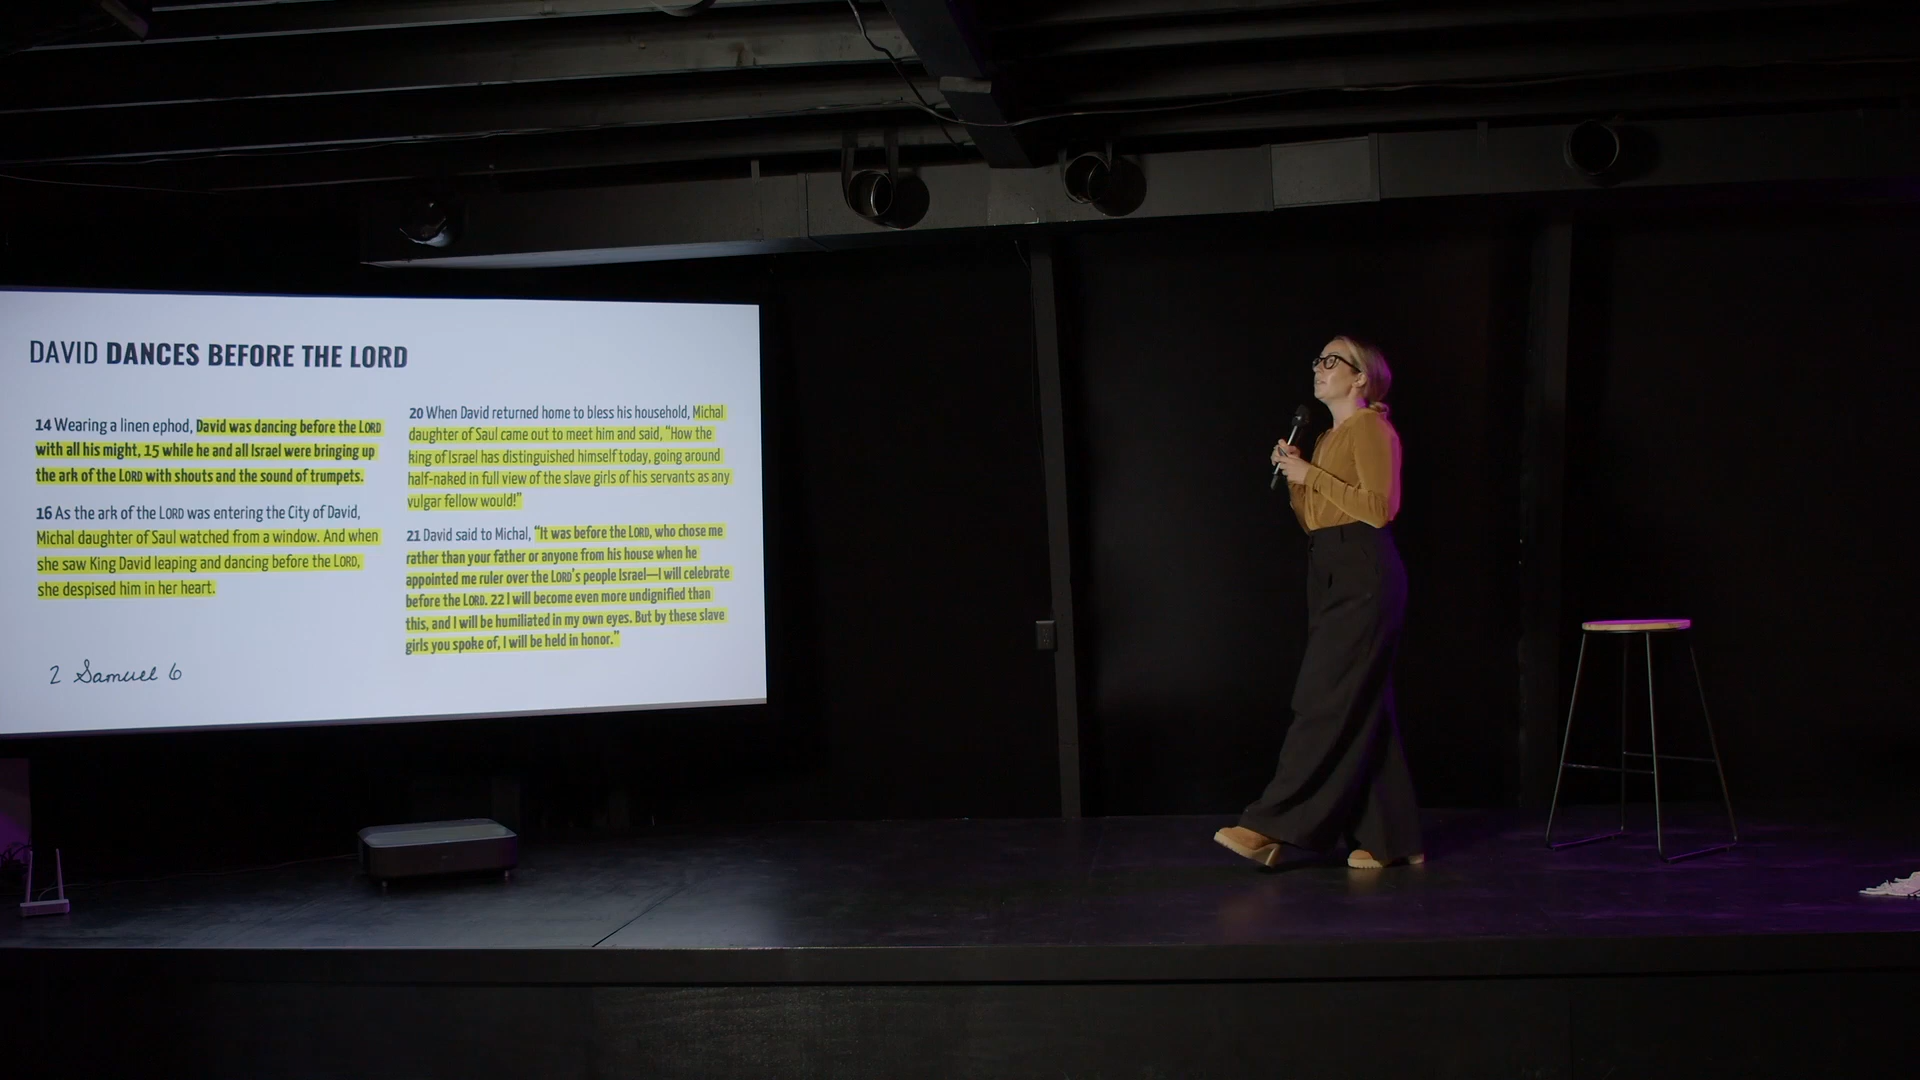 DAVID DANCES BEFORE THE LORD
14 Wearing a linen ephod, David was dancing before the LORD
with all his might, 15 while he and all Israel were bringing up
the ark of the LORD with shouts and the sound of trumpets.
16 As the ark of the LORD was entering the City of David,
Michal daughter of Saul watched from a window. And when
she saw King David leaping and dancing before the LORD,
she despised him in her heart.
2 Samuel 6
20 When David returned home to bless his household, Michal
daughter of Saul came out to meet him and said, “How the
king of Israel has distinguished himself today, going around
half-naked in full view of the slave girls of his servants as any
vulgar fellow would!”
21 David said to Michal, “It was before the LORD, who chose me
rather than your father or anyone from his house when he
appointed me ruler over the LORD’s people Israel—I will celebrate
before the LORD. 22 I will become even more undignified than
this, and I will be humiliated in my own eyes. But by these slave
girls you spoke of, I will be held in honor.”